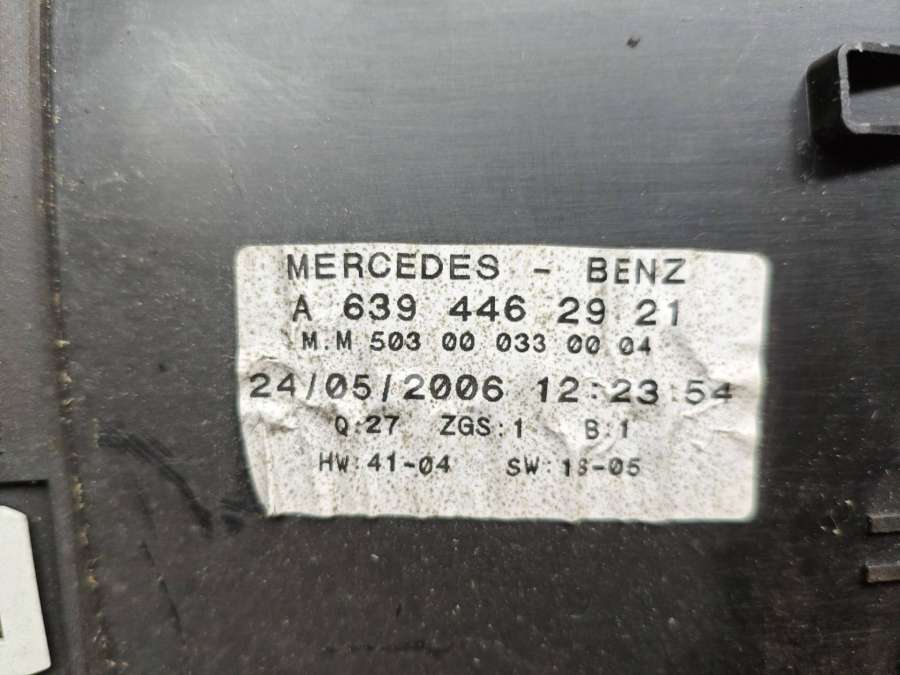 MERCEDES - BENZ
A 639 446 29 21
M.M 503 00 033 00 04
24/05/2006 12:23:54
Q:27 ZGS:1 B:1
HW:41-04 SW:18-05